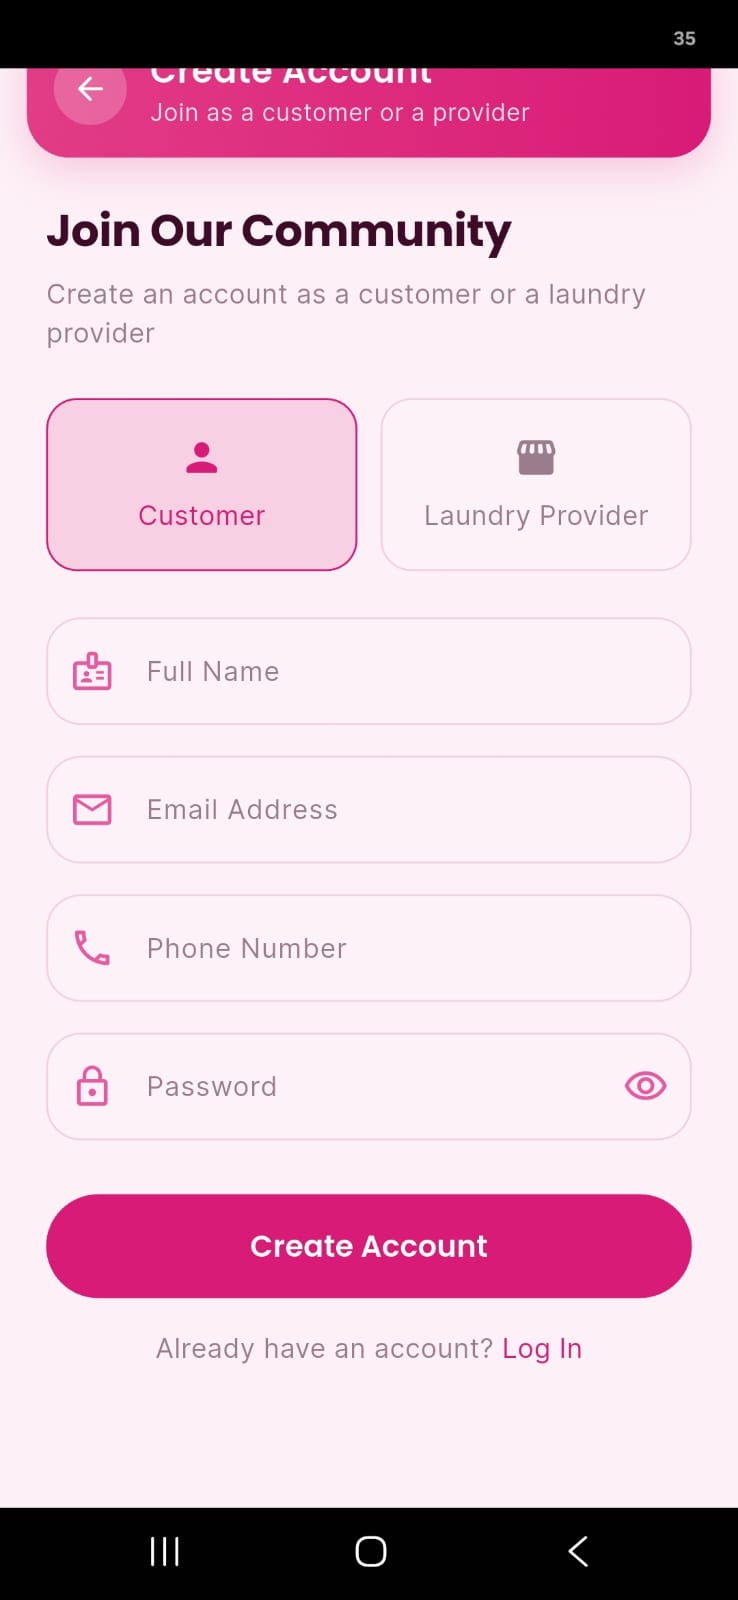 35
Create Account
Join as a customer or a provider
Join Our Community
Create an account as a customer or a laundry
provider
Customer
Laundry Provider
Full Name
Email Address
Phone Number
Password
Create Account
Already have an account? Log In